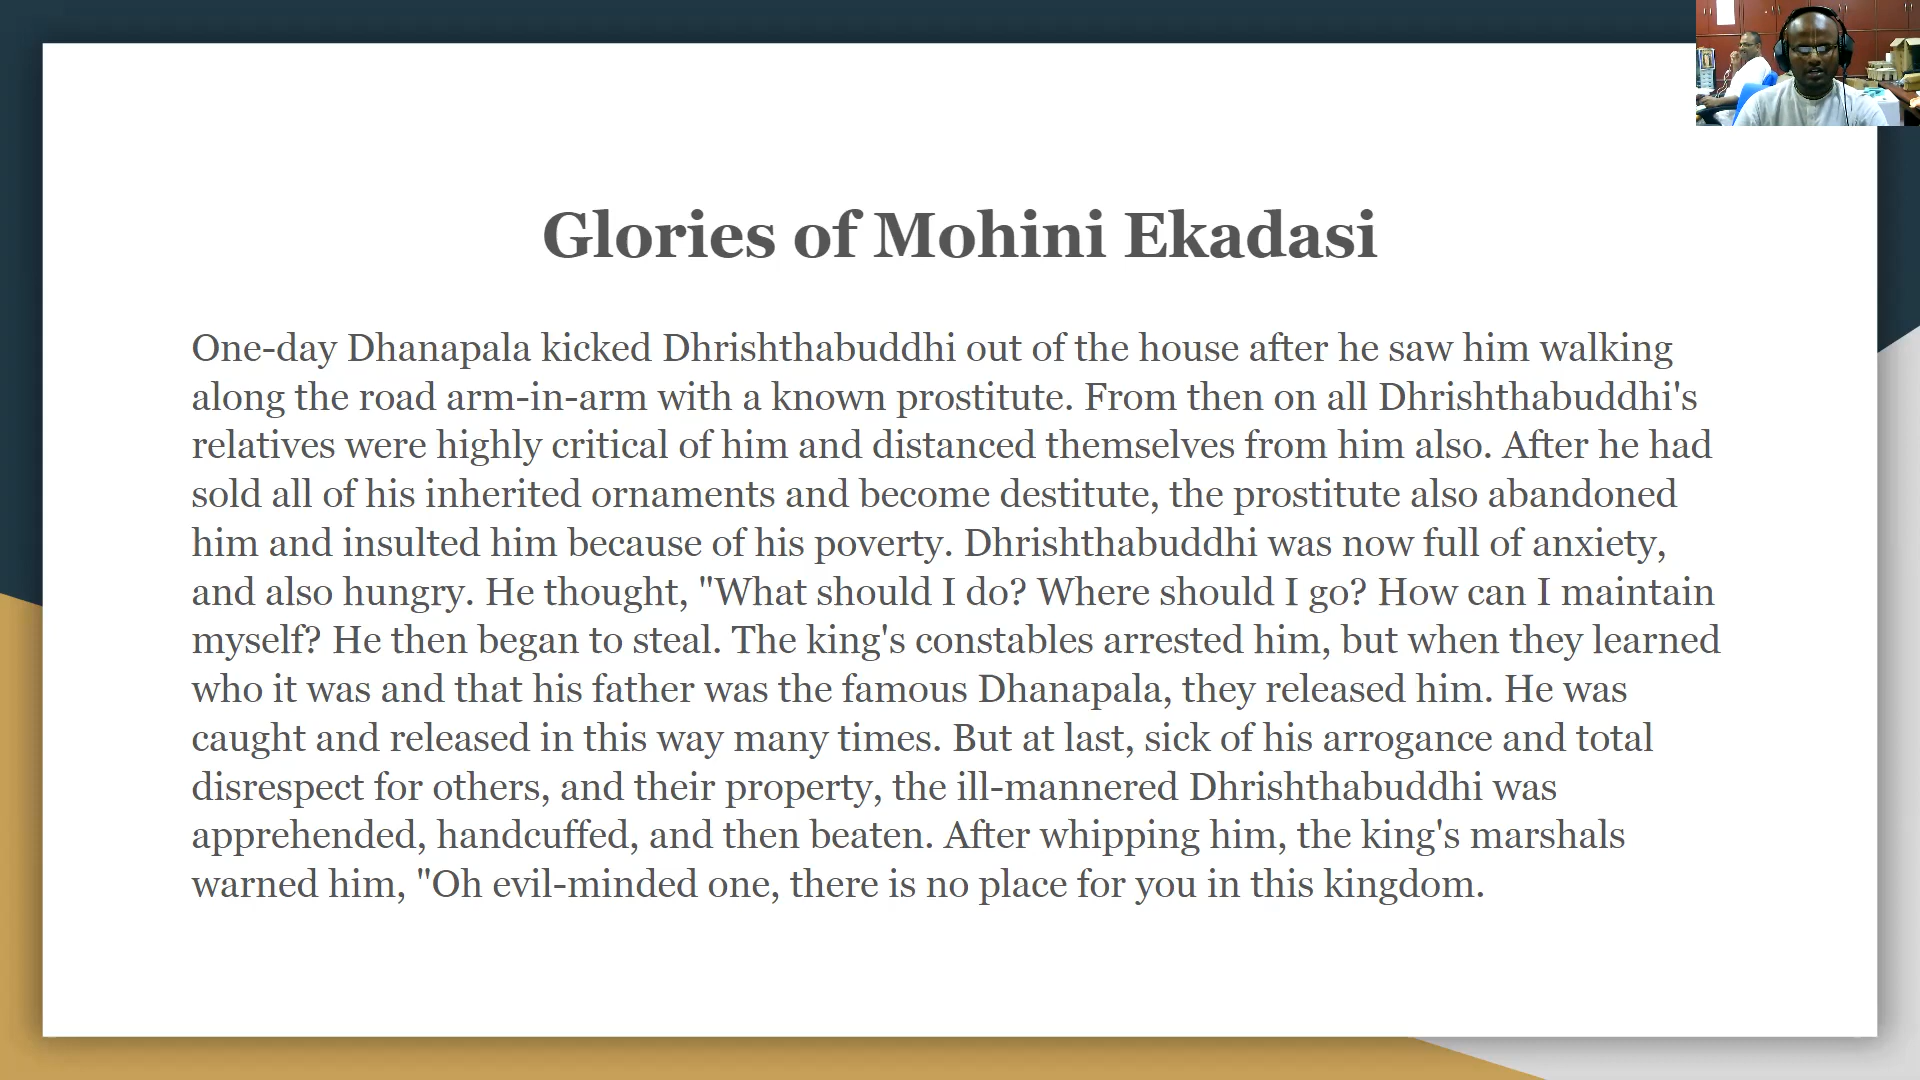 Glories of Mohini Ekadasi
One-day Dhanapala kicked Dhrishthabuddhi out of the house after he saw him walking
along the road arm-in-arm with a known prostitute. From then on all Dhrishthabuddhi's
relatives were highly critical of him and distanced themselves from him also. After he had
sold all of his inherited ornaments and become destitute, the prostitute also abandoned
him and insulted him because of his poverty. Dhrishthabuddhi was now full of anxiety,
and also hungry. He thought, "What should I do? Where should I go? How can I maintain
myself? He then began to steal. The king's constables arrested him, but when they learned
who it was and that his father was the famous Dhanapala, they released him. He was
caught and released in this way many times. But at last, sick of his arrogance and total
disrespect for others, and their property, the ill-mannered Dhrishthabuddhi was
apprehended, handcuffed, and then beaten. After whipping him, the king's marshals
warned him, "Oh evil-minded one, there is no place for you in this kingdom.